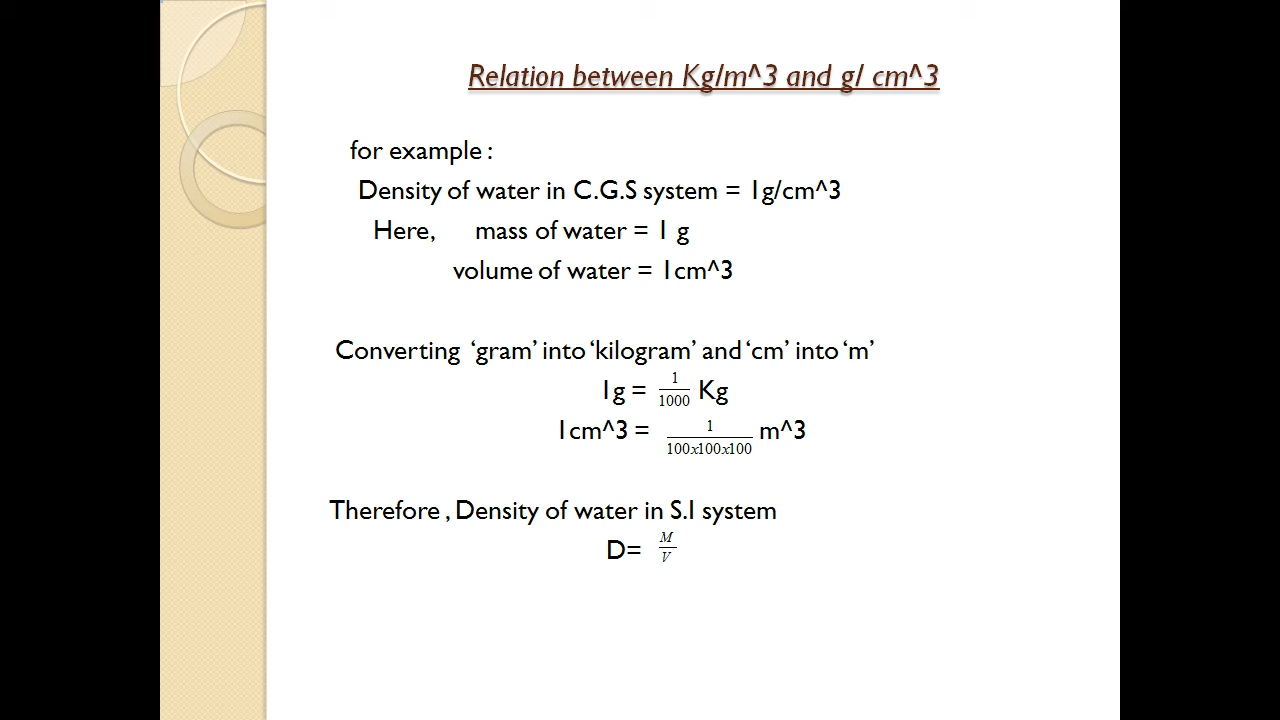 Relation between Kg/m^3 and g/ cm^3
for example :
Density of water in C.G.S system = 1g/cm^3
Here, mass of water = 1 g
volume of water = 1cm^3
Converting ‘gram’ into ‘kilogram’ and ‘cm’ into ‘m’
1g = 1/1000 Kg
1cm^3 = 1/100x100x100 m^3
Therefore , Density of water in S.I system
D= M/V